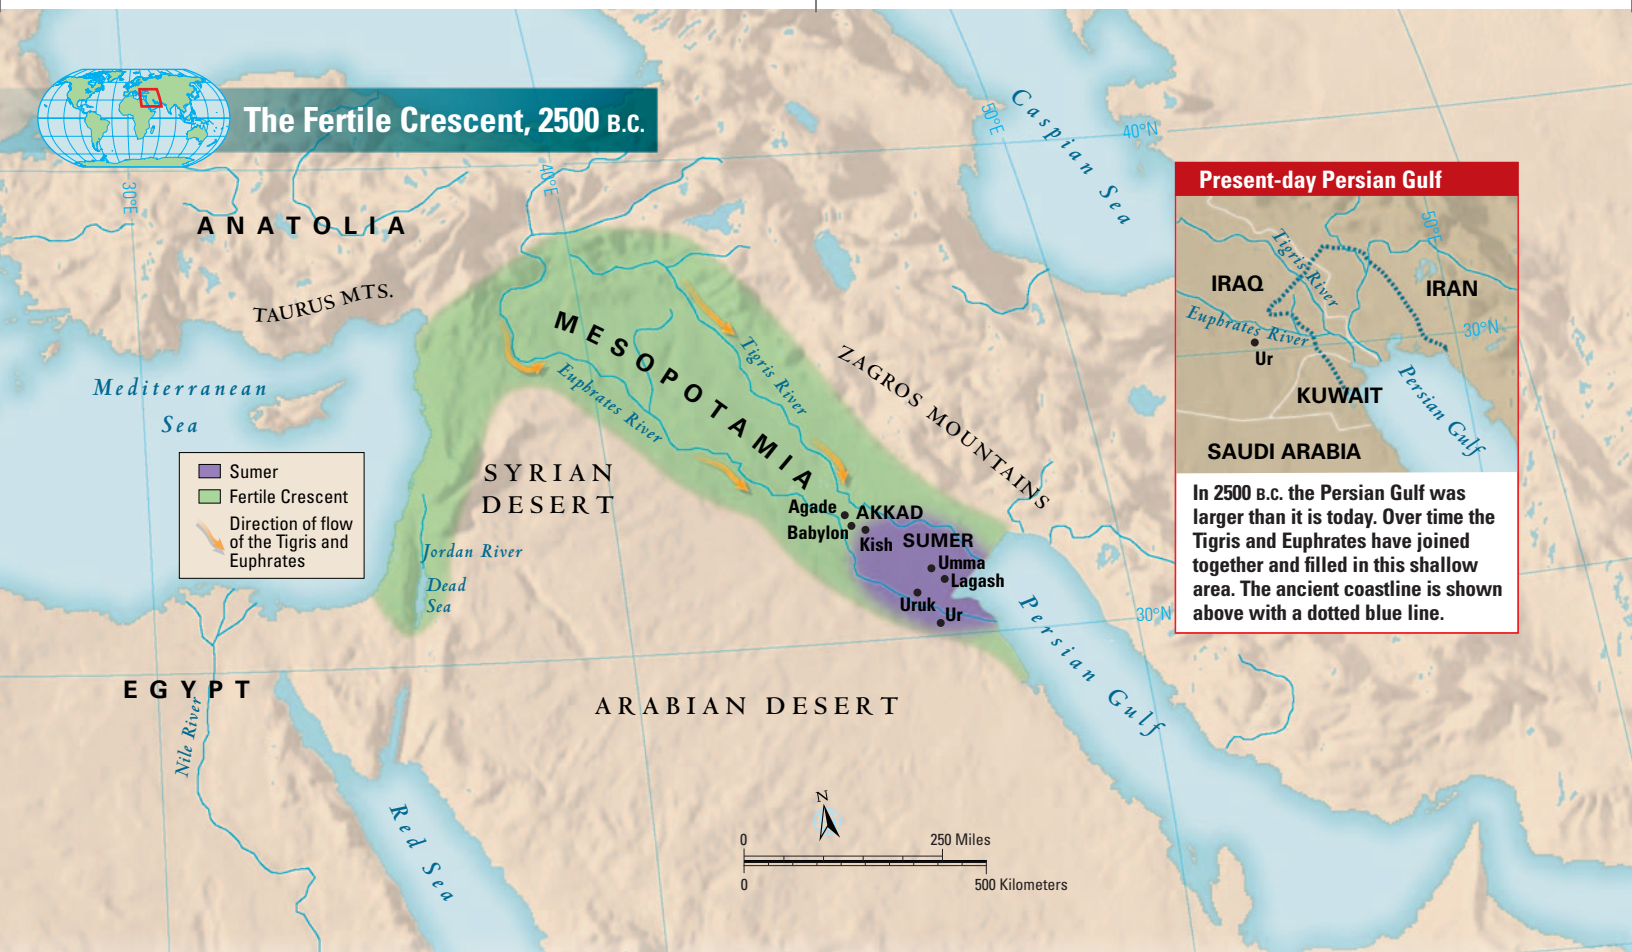 The Fertile Crescent, 2500 B.C.
30°E
40°E
50°E
40°N
Caspian Sea
ANATOLIA
TAURUS MTS.
Mediterranean
Sea
MESOPOTAMIA
Tigris River
Euphrates River
ZAGROS MOUNTAINS
SYRIAN
DESERT
Sumer
Fertile Crescent
Direction of flow
of the Tigris and
Euphrates
Jordan River
Dead
Sea
Agade
AKKAD
Babylon
Kish
SUMER
Umma
Lagash
Uruk
Ur
Persian Gulf
30°N
EGYPT
Nile River
ARABIAN DESERT
Red Sea
N
0
250 Miles
0
500 Kilometers
Present-day Persian Gulf
50°E
Tigris River
IRAQ
IRAN
Euphrates River
30°N
Ur
KUWAIT
Persian Gulf
SAUDI ARABIA
In 2500 B.C. the Persian Gulf was
larger than it is today. Over time the
Tigris and Euphrates have joined
together and filled in this shallow
area. The ancient coastline is shown
above with a dotted blue line.